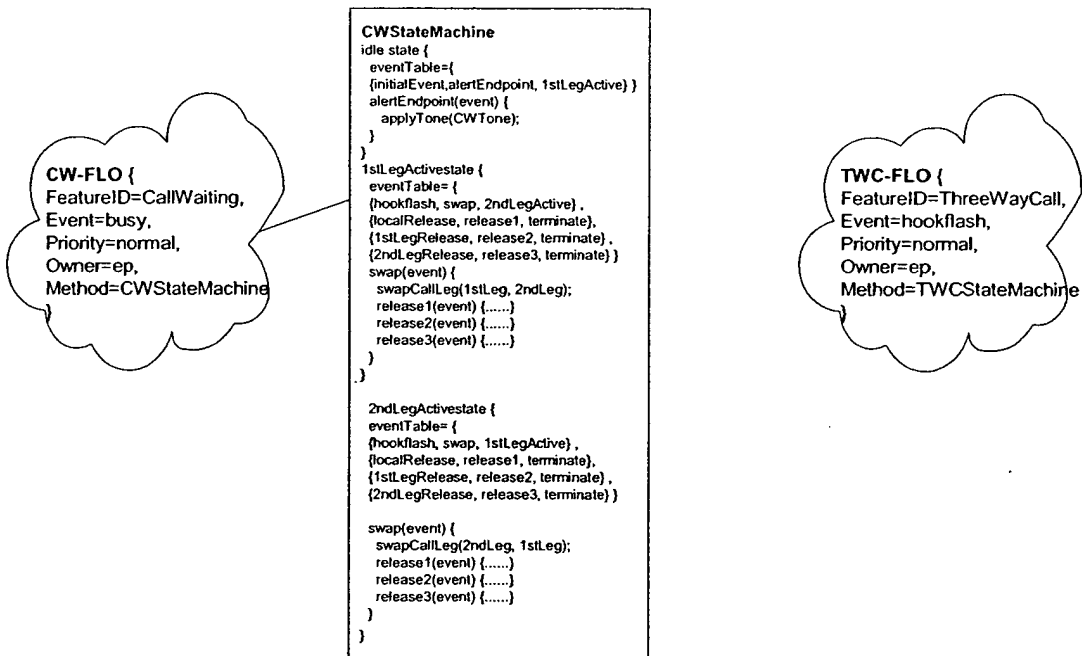 CW-FLO {
FeatureID=CallWaiting,
Event=busy,
Priority=normal,
Owner=ep,
Method=CWStateMachine
}
CWStateMachine
idle state {
eventTable={
{initialEvent,alertEndpoint, 1stLegActive} }
alertEndpoint(event) {
applyTone(CWTone);
}
}
1stLegActivestate {
eventTable= {
{hookflash, swap, 2ndLegActive} ,
{localRelease, release1, terminate},
{1stLegRelease, release2, terminate} ,
{2ndLegRelease, release3, terminate} }
swap(event) {
swapCallLeg(1stLeg, 2ndLeg);
release1(event) {......}
release2(event) {......}
release3(event) {......}
}
}
2ndLegActivestate {
eventTable= {
{hookflash, swap, 1stLegActive} ,
{localRelease, release1, terminate},
{1stLegRelease, release2, terminate} ,
{2ndLegRelease, release3, terminate} }
swap(event) {
swapCallLeg(2ndLeg, 1stLeg);
release1(event) {......}
release2(event) {......}
release3(event) {......}
}
}
TWC-FLO {
FeatureID=ThreeWayCall,
Event=hookflash,
Priority=normal,
Owner=ep,
Method=TWCStateMachine
}